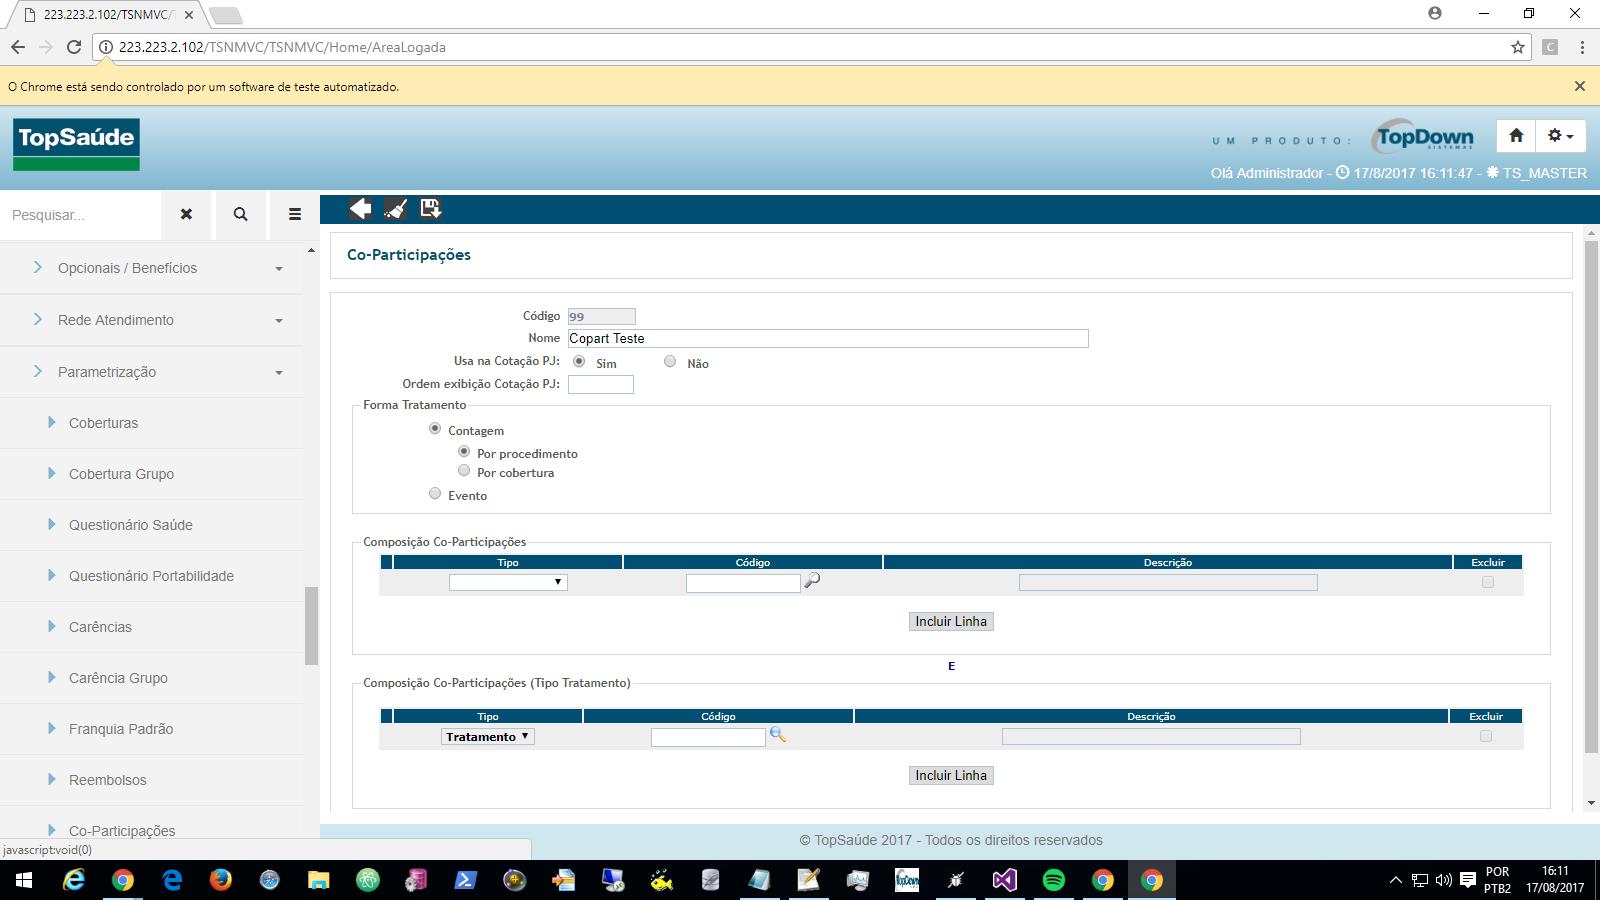 223.223.2.102/TSNMVC/T
223.223.2.102/TSNMVC/TSNMVC/Home/AreaLogada
C
O Chrome está sendo controlado por um software de teste automatizado.
TopSaúde
UM PRODUTO:
TopDown
SISTEMAS
Olá Administrador - 17/8/2017 16:11:47 - TS_MASTER
Pesquisar...
Opcionais / Benefícios
Rede Atendimento
Parametrização
Coberturas
Cobertura Grupo
Questionário Saúde
Questionário Portabilidade
Carências
Carência Grupo
Franquia Padrão
Reembolsos
Co-Participações
javascript:void(0)
Co-Participações
Código 99
Nome Copart Teste
Usa na Cotação PJ: Sim Não
Ordem exibição Cotação PJ:
Forma Tratamento
Contagem
Por procedimento
Por cobertura
Evento
Composição Co-Participações
Tipo Código Descrição Excluir
Incluir Linha
E
Composição Co-Participações (Tipo Tratamento)
Tipo Código Descrição Excluir
Tratamento
Incluir Linha
© TopSaúde 2017 - Todos os direitos reservados
TopDown
POR
PTB2
16:11
17/08/2017